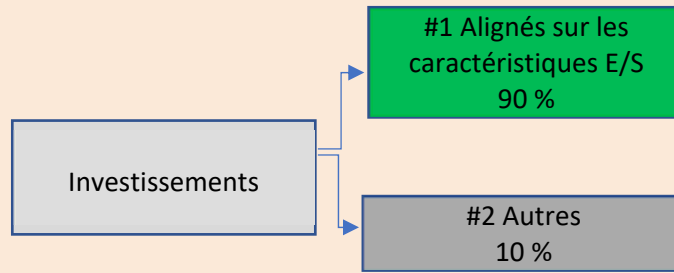 #1 Alignés sur les
caractéristiques E/S
90 %
Investissements
#2 Autres
10 %